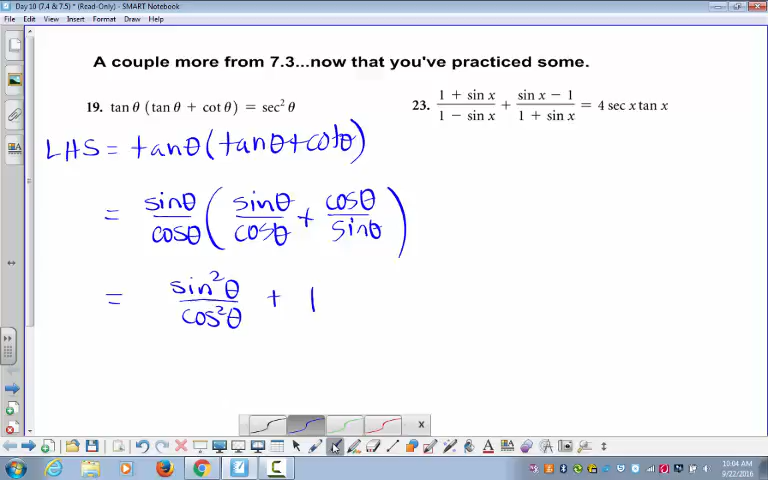 Day 10 (7.4 & 7.5) * (Read-Only) - SMART Notebook
File Edit View Insert Format Draw Help
A couple more from 7.3...now that you've practiced some.
19. tan θ (tan θ + cot θ) = sec² θ
23. (1 + sin x)/(1 − sin x) + (sin x − 1)/(1 + sin x) = 4 sec x tan x
LHS = tanθ(tanθ+cotθ)
= sinθ/cosθ (sinθ/cosθ + cosθ/sinθ)
= sin²θ/cos²θ + 1
10:04 AM
9/22/2016